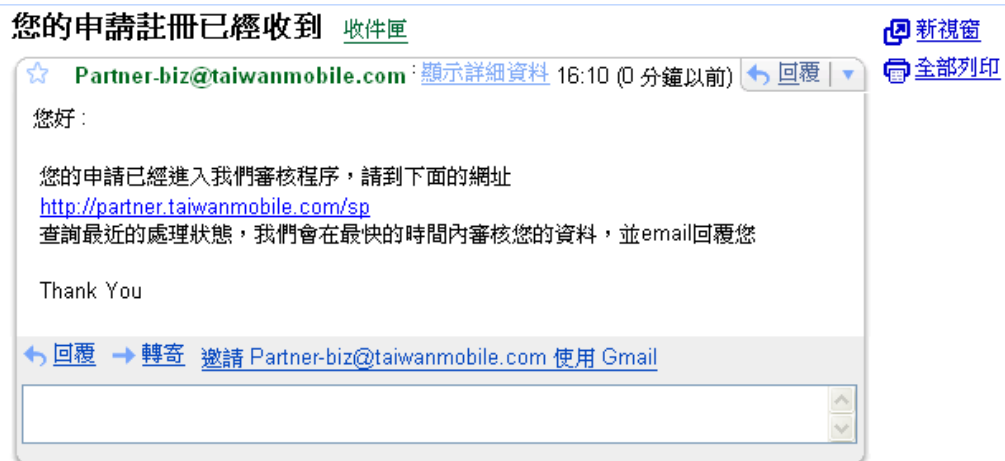 您的申請註冊已經收到 收件匣
新視窗
Partner-biz@taiwanmobile.com 顯示詳細資料 16:10 (0 分鐘以前) 回覆
全部列印
您好 :
您的申請已經進入我們審核程序，請到下面的網址
http://partner.taiwanmobile.com/sp
查詢最近的處理狀態，我們會在最快的時間內審核您的資料，並email回覆您
Thank You
回覆 轉寄 邀請 Partner-biz@taiwanmobile.com 使用 Gmail